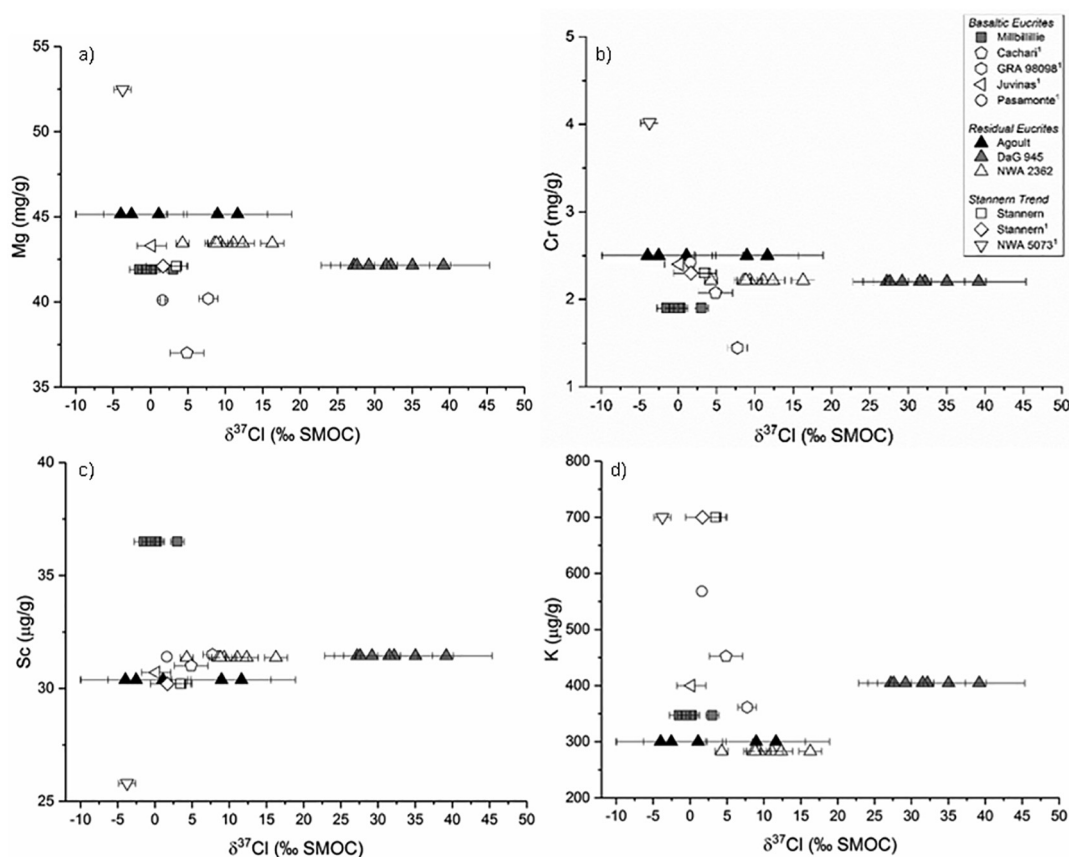 a)
55
50
45
40
35
Mg (mg/g)
-10 -5 0 5 10 15 20 25 30 35 40 45 50
δ37Cl (‰ SMOC)
b)
5
4
3
2
1
Cr (mg/g)
-10 -5 0 5 10 15 20 25 30 35 40 45 50
δ37Cl (‰ SMOC)
Basaltic Eucrites
Millbillillie
Cachari1
GRA 980981
Juvinas1
Pasamonte1
Residual Eucrites
Agoult
DaG 945
NWA 2362
Stannern Trend
Stannern
Stannern1
NWA 50731
c)
40
35
30
25
Sc (μg/g)
-10 -5 0 5 10 15 20 25 30 35 40 45 50
δ37Cl (‰ SMOC)
d)
800
700
600
500
400
300
200
K (μg/g)
-10 -5 0 5 10 15 20 25 30 35 40 45 50
δ37Cl (‰ SMOC)